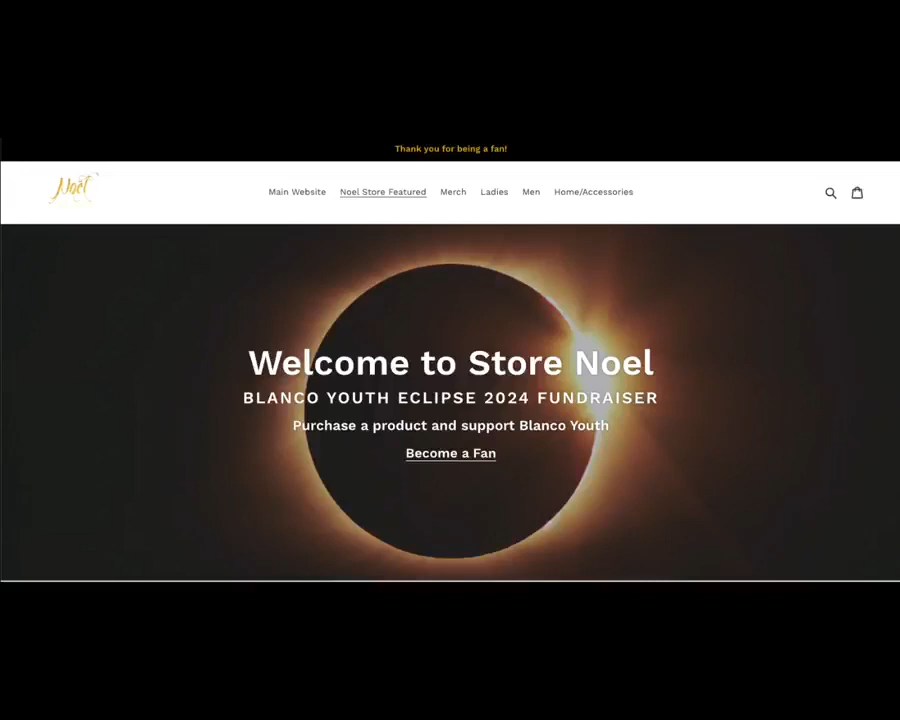 Thank you for being a fan!
Noel
Main Website Noel Store Featured Merch Ladies Men Home/Accessories
Welcome to Store Noel
BLANCO YOUTH ECLIPSE 2024 FUNDRAISER
Purchase a product and support Blanco Youth
Become a Fan